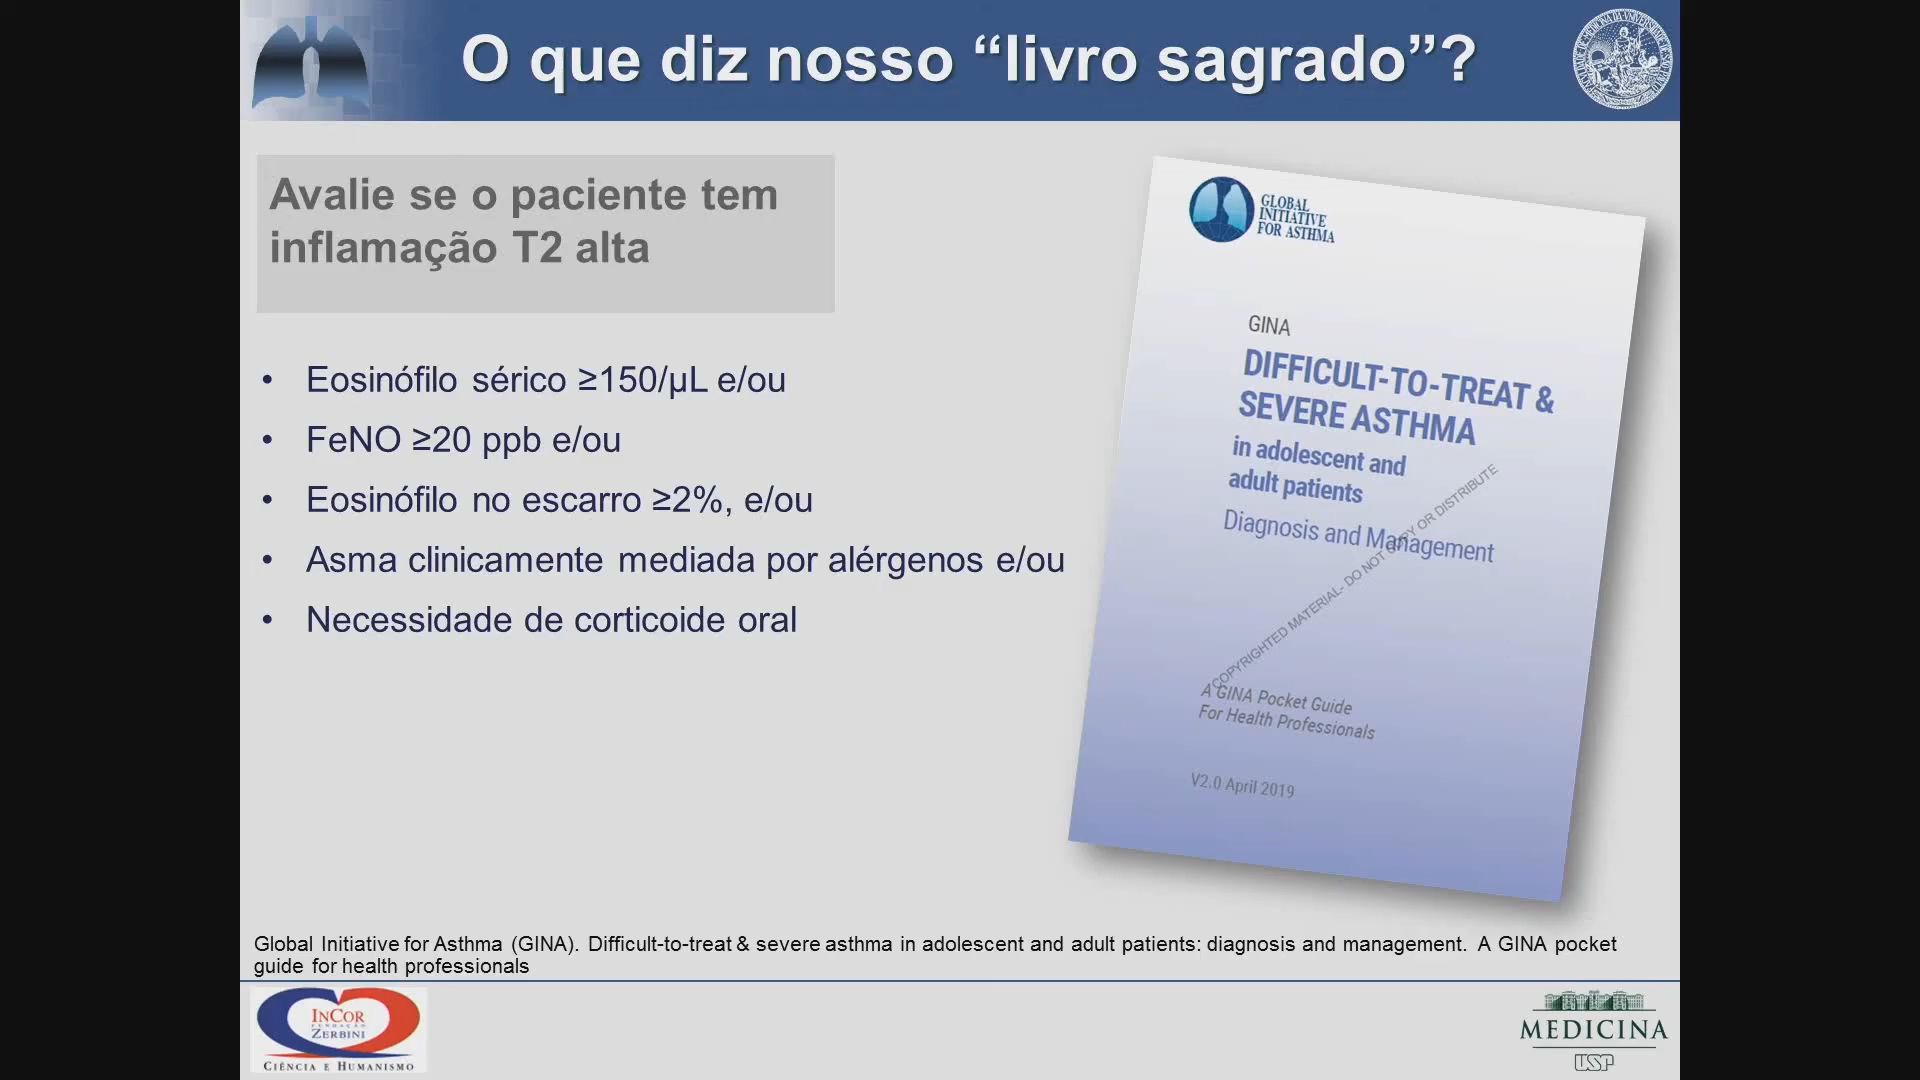 O que diz nosso “livro sagrado”?
Avalie se o paciente tem
inflamação T2 alta
• Eosinófilo sérico ≥150/μL e/ou
• FeNO ≥20 ppb e/ou
• Eosinófilo no escarro ≥2%, e/ou
• Asma clinicamente mediada por alérgenos e/ou
• Necessidade de corticoide oral
GLOBAL
INITIATIVE
FOR ASTHMA
GINA
DIFFICULT-TO-TREAT &
SEVERE ASTHMA
in adolescent and
adult patients
Diagnosis and Management
COPYRIGHTED MATERIAL- DO NOT COPY OR DISTRIBUTE
A GINA Pocket Guide
For Health Professionals
V2.0 April 2019
Global Initiative for Asthma (GINA). Difficult-to-treat & severe asthma in adolescent and adult patients: diagnosis and management. A GINA pocket
guide for health professionals
INCOR
FUNDAÇÃO
ZERBINI
CIÊNCIA E HUMANISMO
MEDICINA
USP